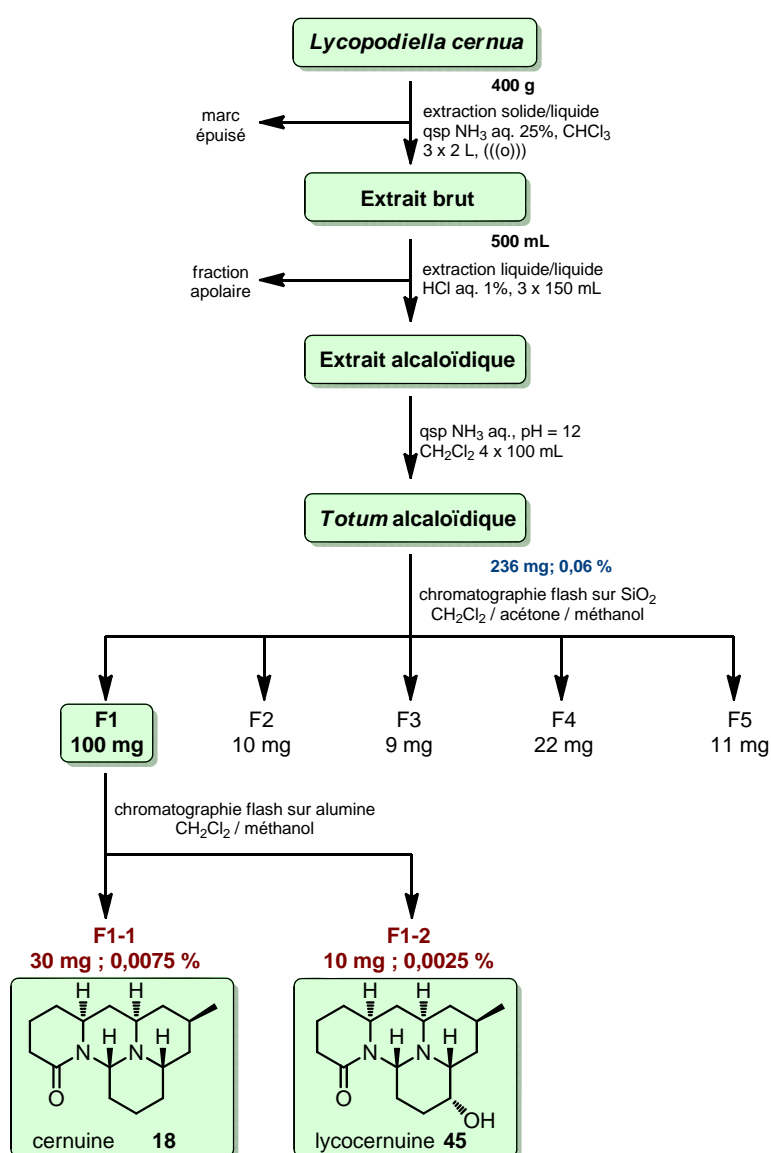 Lycopodiella cernua
400 g
marc
épuisé
extraction solide/liquide
qsp NH₃ aq. 25%, CHCl₃
3 x 2 L, (((o)))
Extrait brut
500 mL
fraction
apolaire
extraction liquide/liquide
HCl aq. 1%, 3 x 150 mL
Extrait alcaloïdique
qsp NH₃ aq., pH = 12
CH₂Cl₂ 4 x 100 mL
Totum alcaloïdique
236 mg; 0,06 %
chromatographie flash sur SiO₂
CH₂Cl₂ / acétone / méthanol
F1
100 mg
F2
10 mg
F3
9 mg
F4
22 mg
F5
11 mg
chromatographie flash sur alumine
CH₂Cl₂ / méthanol
F1-1
30 mg ; 0,0075 %
F1-2
10 mg ; 0,0025 %
H H
H H
N N
O
cernuine 18
H H
H H
N N
O
OH
lycocernuine 45